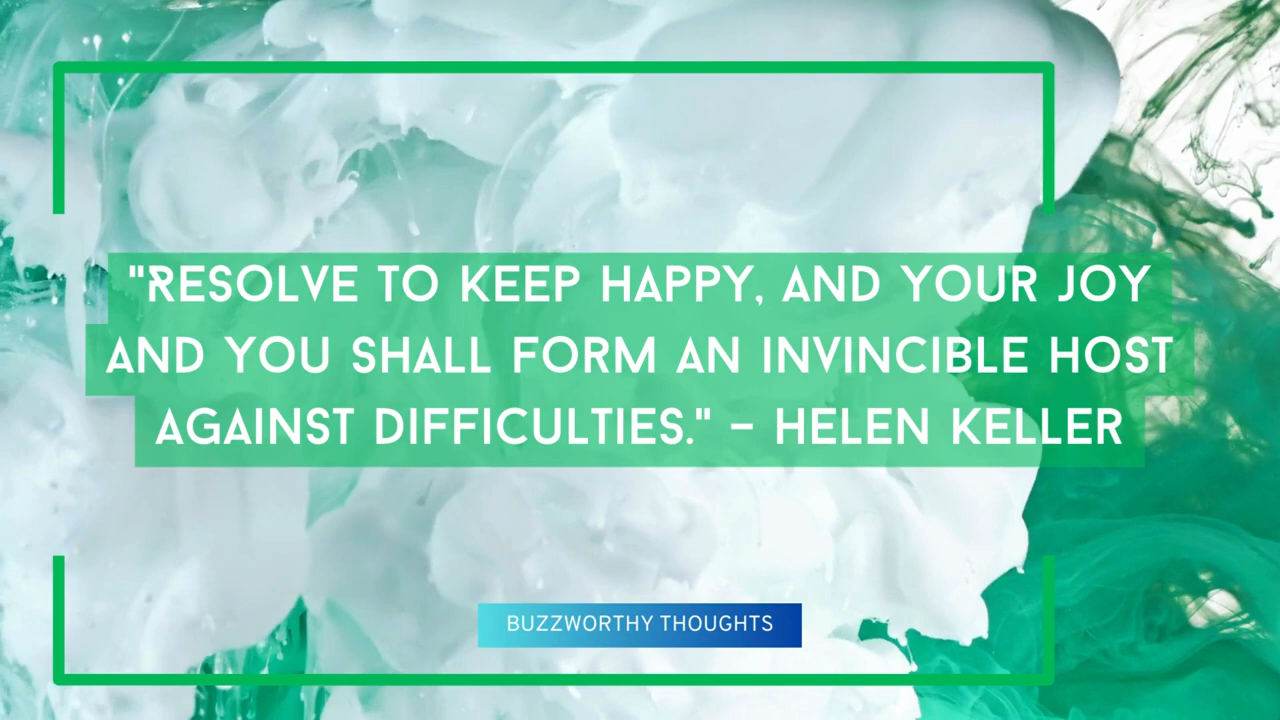 "RESOLVE TO KEEP HAPPY, AND YOUR JOY
AND YOU SHALL FORM AN INVINCIBLE HOST
AGAINST DIFFICULTIES." – HELEN KELLER
BUZZWORTHY THOUGHTS